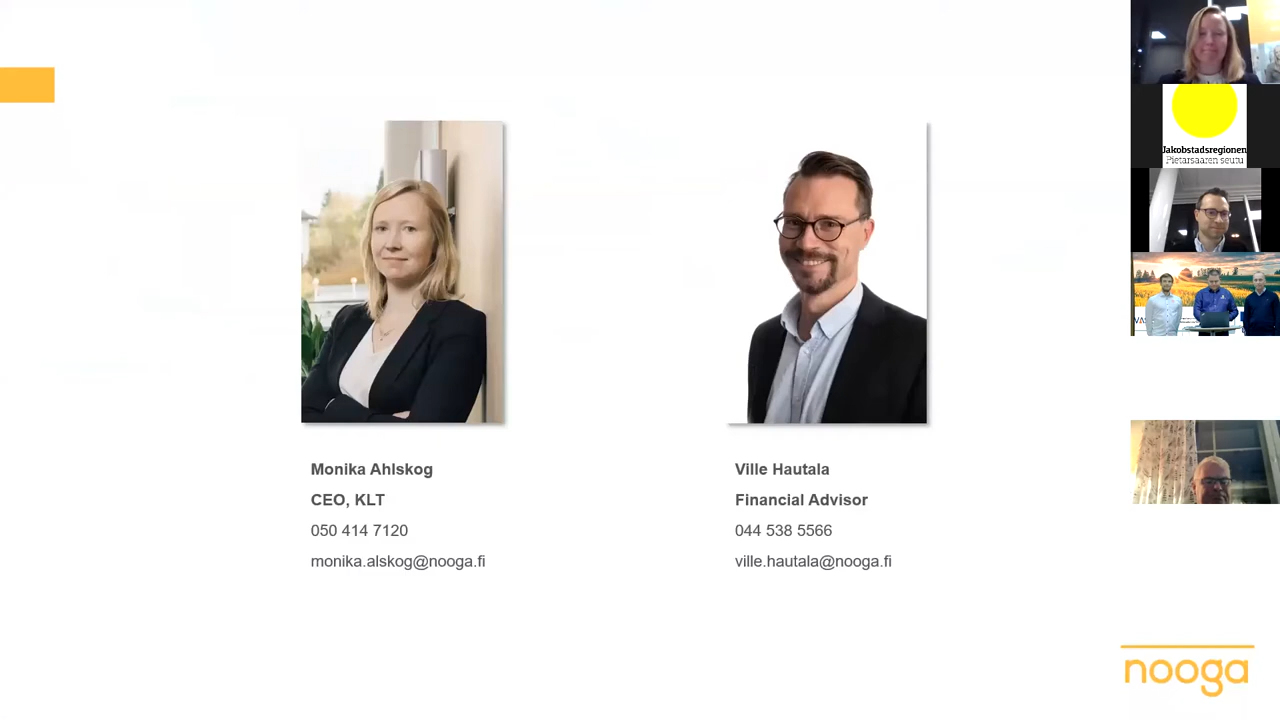 Monika Ahlskog
CEO, KLT
050 414 7120
monika.alskog@nooga.fi
Ville Hautala
Financial Advisor
044 538 5566
ville.hautala@nooga.fi
Jakobstadsregionen
Pietarsaaren seutu
nooga